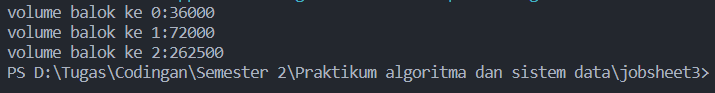 volume balok ke 0:36000
volume balok ke 1:72000
volume balok ke 2:262500
PS D:\Tugas\Codingan\Semester 2\Praktikum algoritma dan sistem data\jobsheet3>